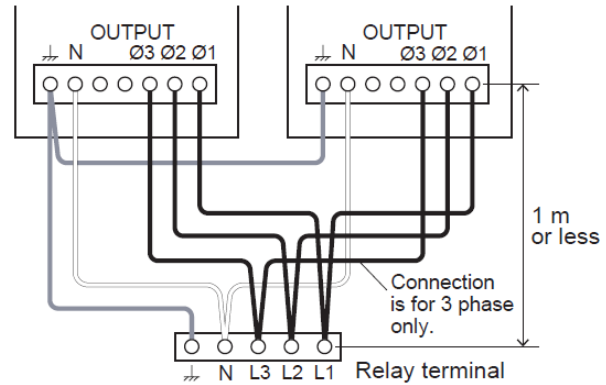 OUTPUT
N Ø3 Ø2 Ø1
OUTPUT
N Ø3 Ø2 Ø1
1 m
or less
Connection
is for 3 phase
only.
N L3 L2 L1 Relay terminal